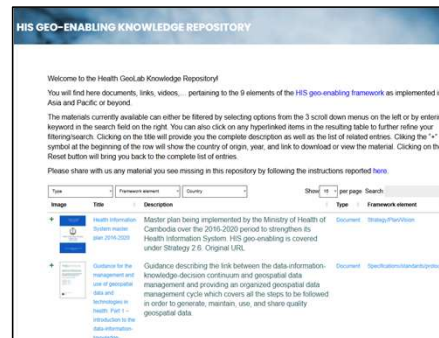 HIS GEO-ENABLING KNOWLEDGE REPOSITORY
Welcome to the Health GeoLab Knowledge Repository!
You will find here documents, links, videos,... pertaining to the 9 elements of the HIS geo-enabling framework as implemented in
Asia and Pacific or beyond.
The materials currently available can either be filtered by selecting options from the 3 scroll down menus on the left or by entering
keyword in the search field on the right. You can also click on any hyperlinked items in the resulting table to further refine your
filtering/search. Clicking on the title will provide you the complete description as well as the list of related entries. Cliking the "+"
symbol at the beginning of the row will show the country of origin, year, and link to download or view the material. Clicking on the
Reset button will bring you back to the complete list of entries.
Please share with us any material you see missing in this repository by following the instructions reported here.
Type Framework element Country Show 15 per page Search
Image Title Description Type Framework element
+ Health Information Master plan being implemented by the Ministry of Health of Document Strategy/Plan/Vision
System master Cambodia over the 2016-2020 period to strengthen its
plan 2016-2020 Health Information System. HIS geo-enabling is covered
under Strategy 2.6. Original URL
+ Guidance for the Guidance describing the link between the data-information- Document Specifications/standards/protoc
management and knowledge-decision continuum and geospatial data
use of geospatial management and providing an organized geospatial data
data and management cycle which covers all the steps to be followed
technologies in in order to generate, maintain, use, and share quality
health. Part 1 – geospatial data.
Introduction to the
data-information-